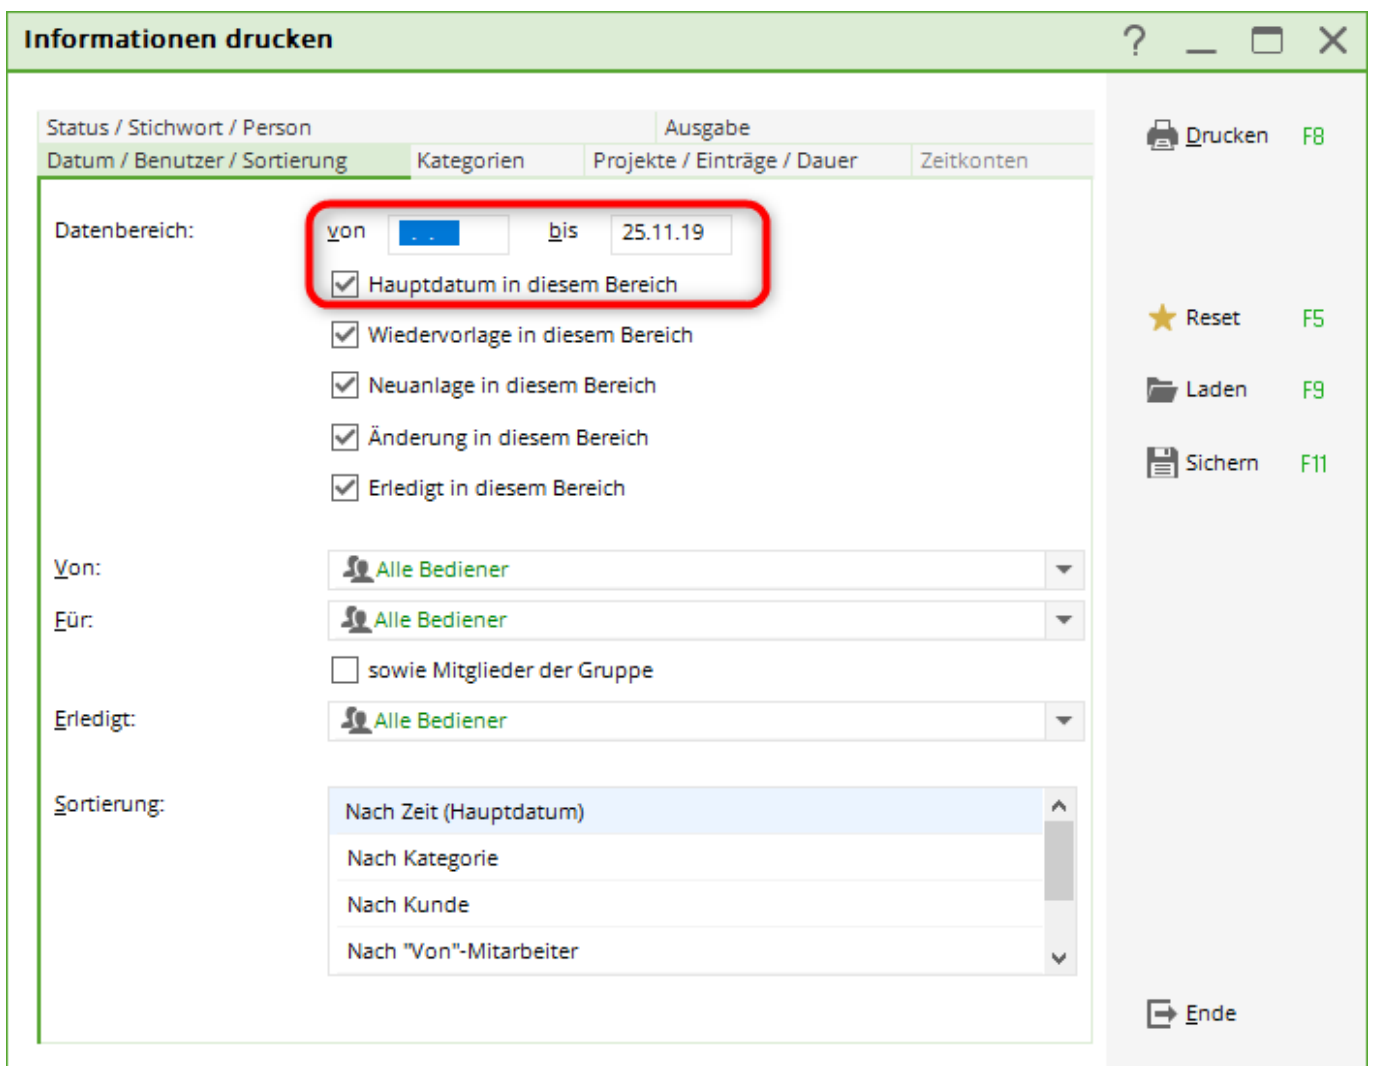 Informationen drucken
Status / Stichwort / Person Ausgabe
Datum / Benutzer / Sortierung Kategorien Projekte / Einträge / Dauer Zeitkonten
Datenbereich: von . . bis 25.11.19
Hauptdatum in diesem Bereich
Wiedervorlage in diesem Bereich
Neuanlage in diesem Bereich
Änderung in diesem Bereich
Erledigt in diesem Bereich
Von: Alle Bediener
Für: Alle Bediener
sowie Mitglieder der Gruppe
Erledigt: Alle Bediener
Sortierung: Nach Zeit (Hauptdatum)
Nach Kategorie
Nach Kunde
Nach "Von"-Mitarbeiter
Drucken F8
Reset F5
Laden F9
Sichern F11
Ende